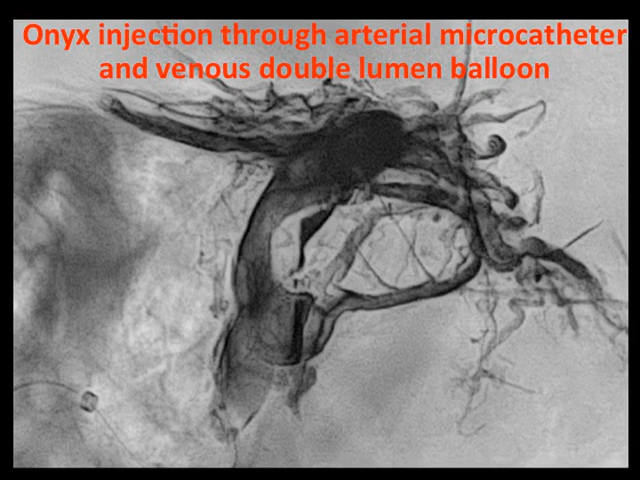 Onyx injection through arterial microcatheter
and venous double lumen balloon